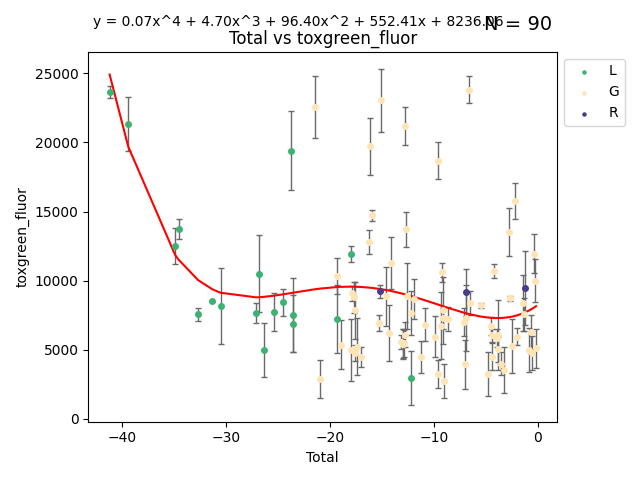 y = 0.07x^4 + 4.70x^3 + 96.40x^2 + 552.41x + 8236.06
N = 90
Total vs toxgreen_fluor
L
G
R
25000
20000
15000
10000
5000
0
toxgreen_fluor
−40 −30 −20 −10 0
Total